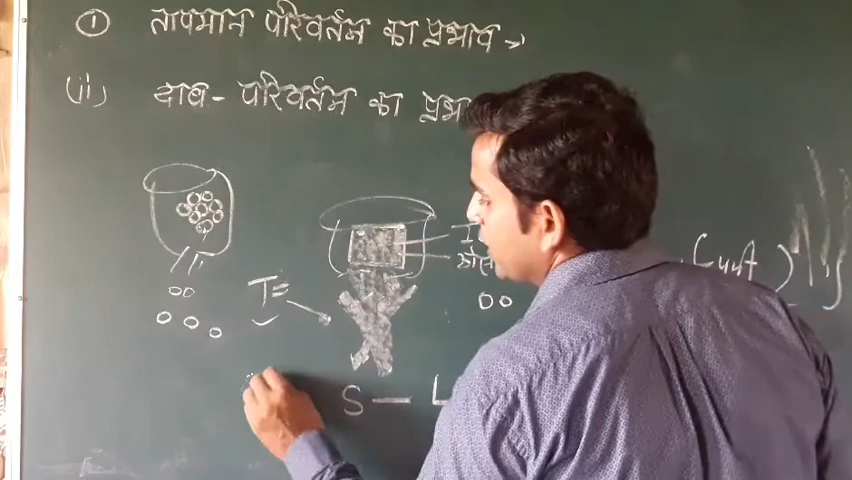 ① तापमान परिवर्तन का प्रभाव →
(ii) दाब - परिवर्तन का प्रभाव
T =
S — L